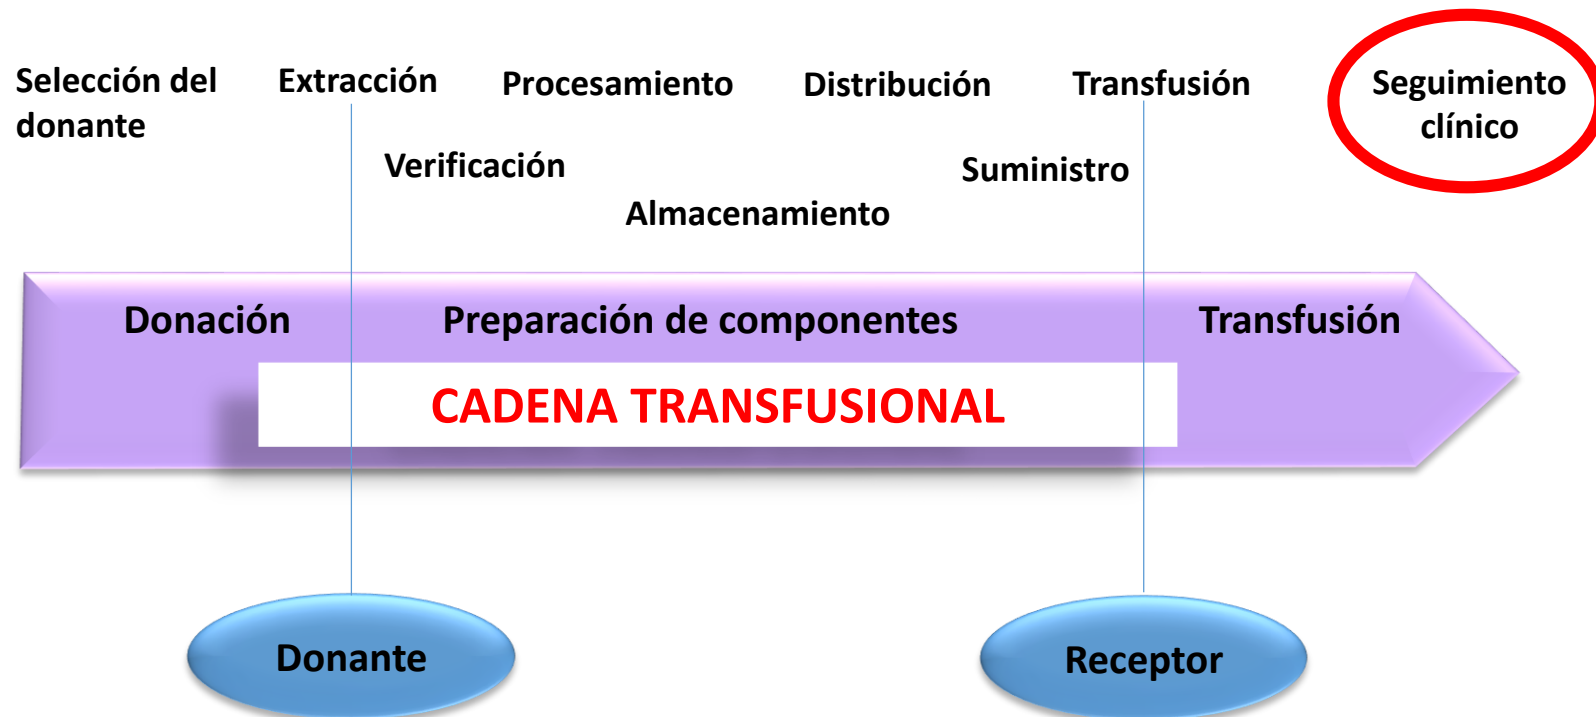 Selección del
donante
Extracción
Procesamiento
Distribución
Transfusión
Seguimiento
clínico
Verificación
Suministro
Almacenamiento
Donación
Preparación de componentes
Transfusión
CADENA TRANSFUSIONAL
Donante
Receptor